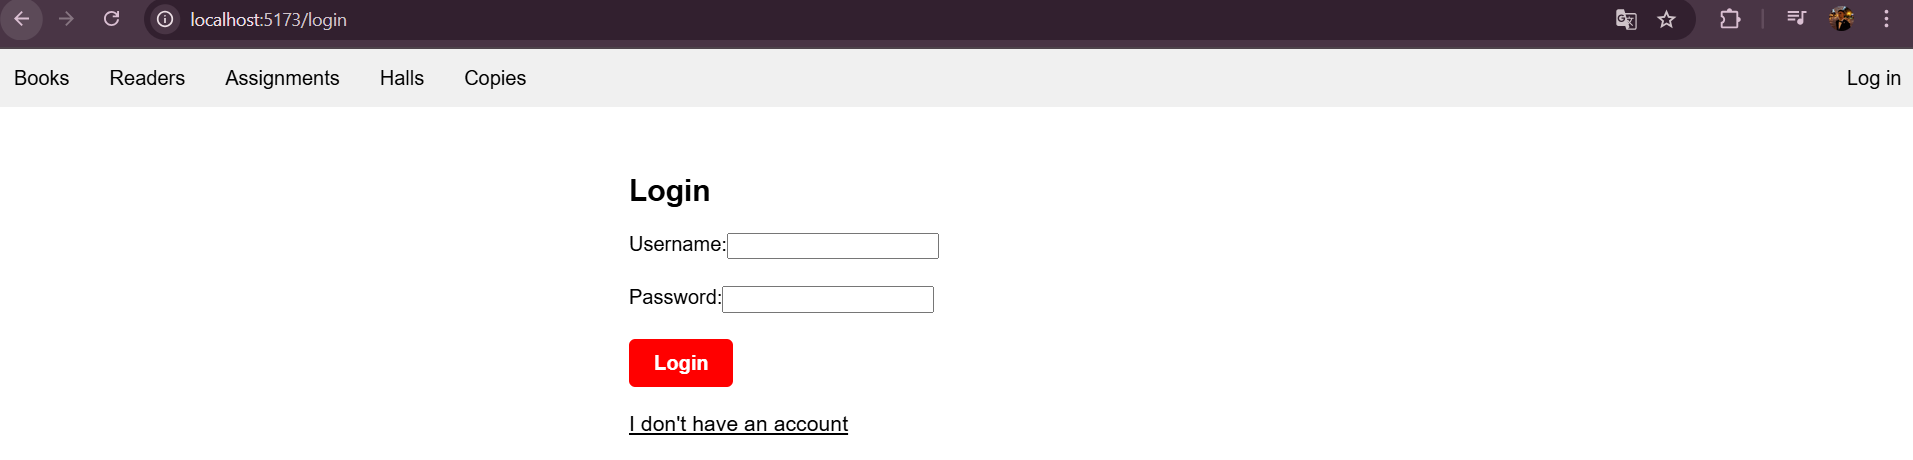 localhost:5173/login
Books Readers Assignments Halls Copies Log in
Login
Username:
Password:
Login
I don't have an account